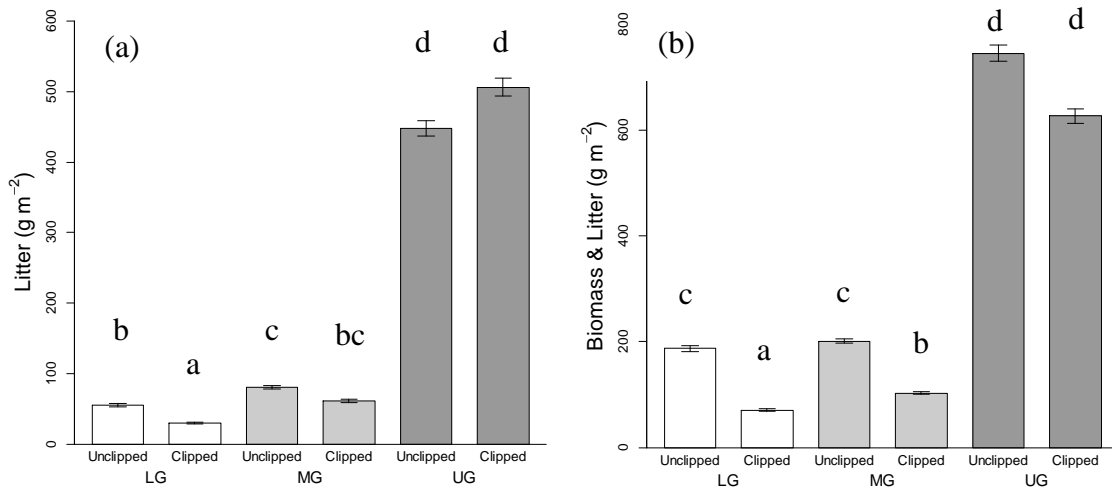 (a)
Litter (g m⁻²)
600
500
400
300
200
100
0
b
a
c
bc
d
d
Unclipped Clipped Unclipped Clipped Unclipped Clipped
LG MG UG
(b)
Biomass & Litter (g m⁻²)
800
600
400
200
0
c
a
c
b
d
d
Unclipped Clipped Unclipped Clipped Unclipped Clipped
LG MG UG